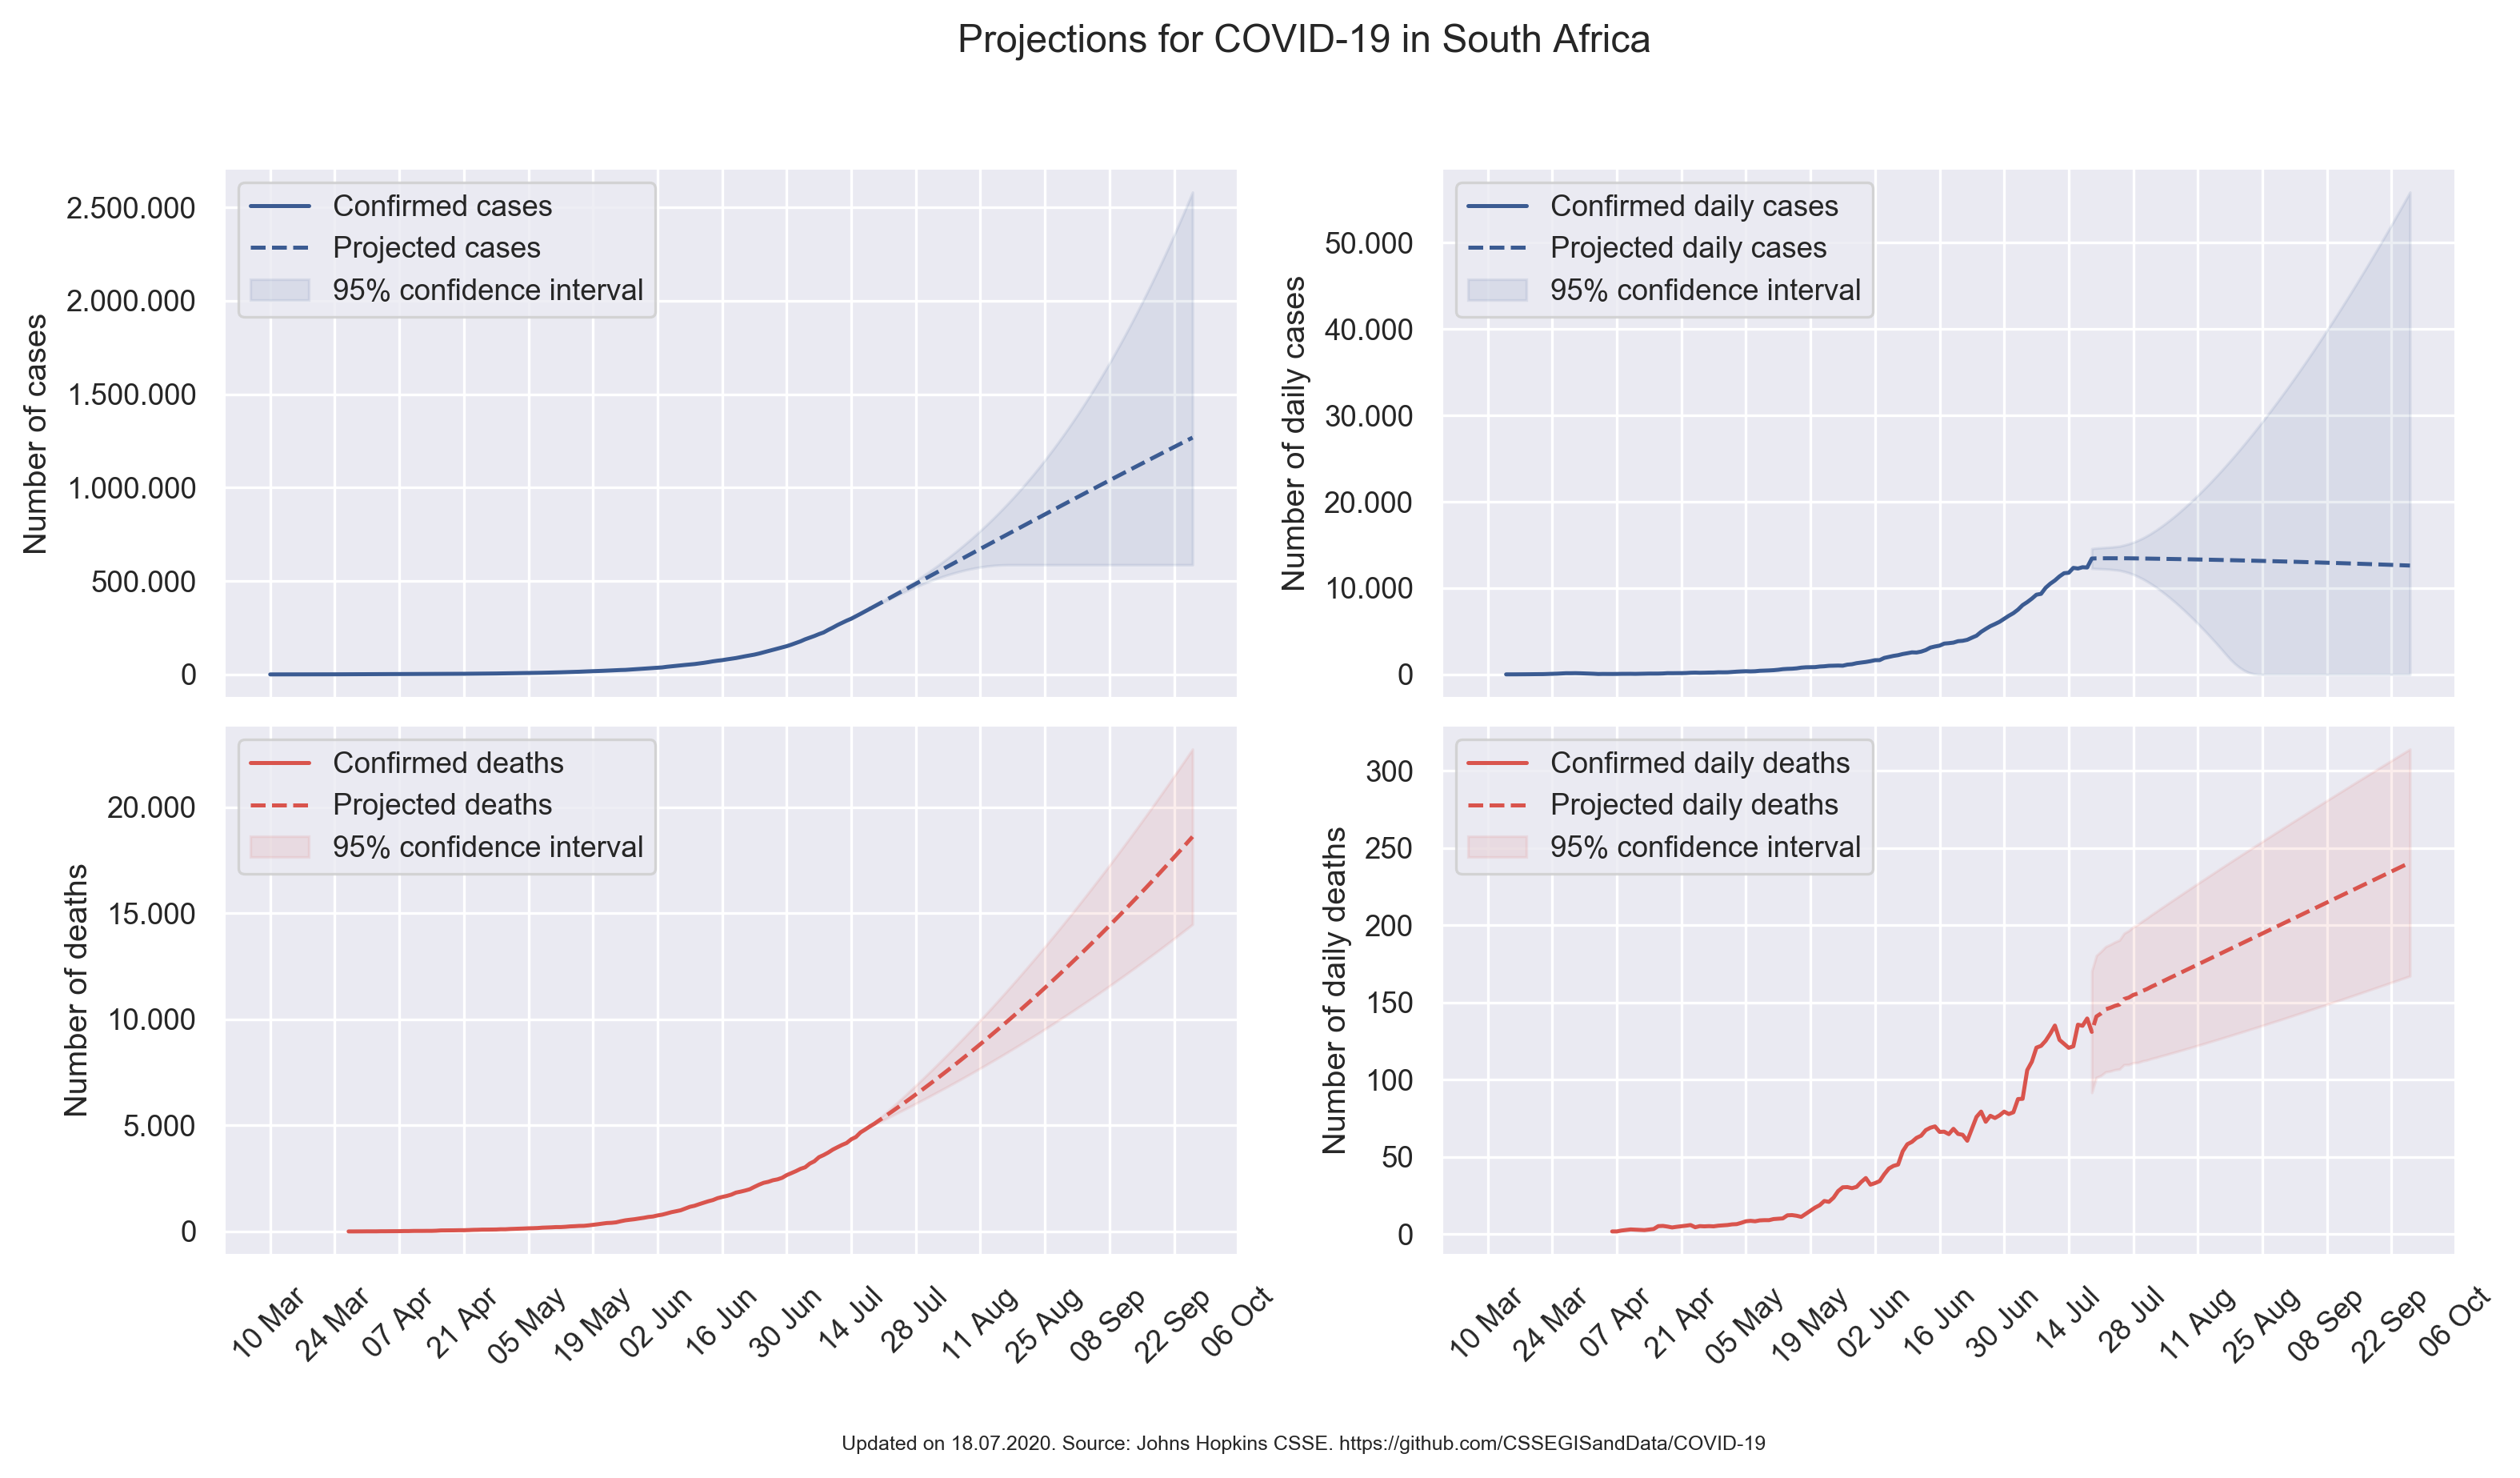 Projections for COVID-19 in South Africa
Number of cases
2.500.000
2.000.000
1.500.000
1.000.000
500.000
0
Confirmed cases
Projected cases
95% confidence interval
Number of daily cases
50.000
40.000
30.000
20.000
10.000
0
Confirmed daily cases
Projected daily cases
95% confidence interval
Number of deaths
20.000
15.000
10.000
5.000
0
Confirmed deaths
Projected deaths
95% confidence interval
10 Mar
24 Mar
07 Apr
21 Apr
05 May
19 May
02 Jun
16 Jun
30 Jun
14 Jul
28 Jul
11 Aug
25 Aug
08 Sep
22 Sep
06 Oct
Number of daily deaths
300
250
200
150
100
50
0
Confirmed daily deaths
Projected daily deaths
95% confidence interval
10 Mar
24 Mar
07 Apr
21 Apr
05 May
19 May
02 Jun
16 Jun
30 Jun
14 Jul
28 Jul
11 Aug
25 Aug
08 Sep
22 Sep
06 Oct
Updated on 18.07.2020. Source: Johns Hopkins CSSE. https://github.com/CSSEGISandData/COVID-19